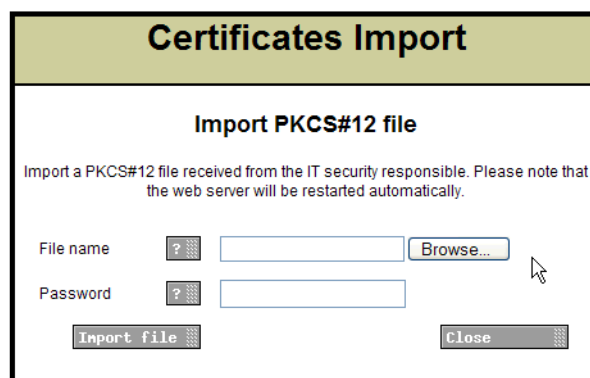 Certificates Import
Import PKCS#12 file
Import a PKCS#12 file received from the IT security responsible. Please note that
the web server will be restarted automatically.
File name ? Browse...
Password ?
Import file Close